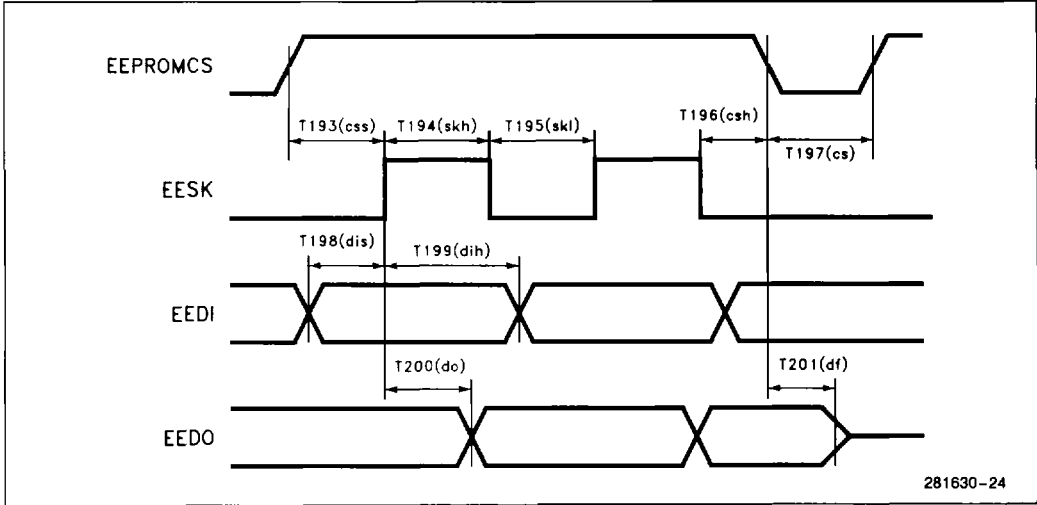 EEPROMCS
T193(css) T194(skh) T195(skl) T196(csh)
T197(cs)
EESK
T198(dis) T199(dih)
EEDI
T200(do) T201(df)
EEDO
281630-24